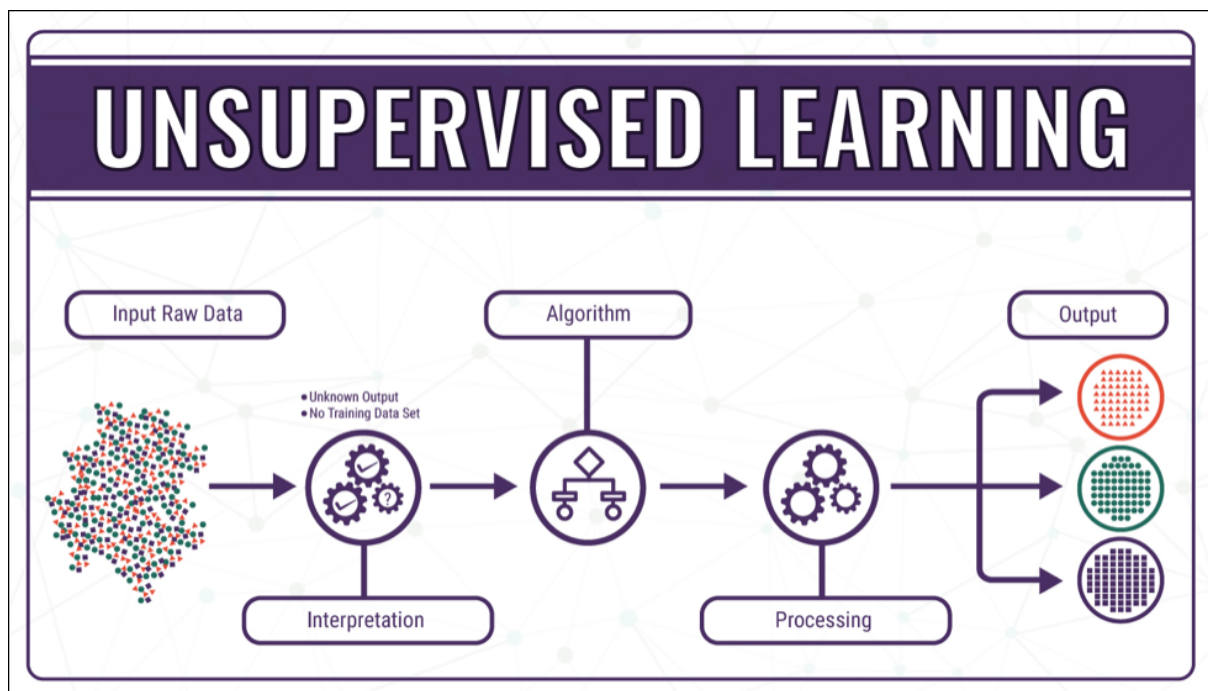 UNSUPERVISED LEARNING
Input Raw Data
Algorithm
Output
● Unknown Output
● No Training Data Set
?
Interpretation
Processing